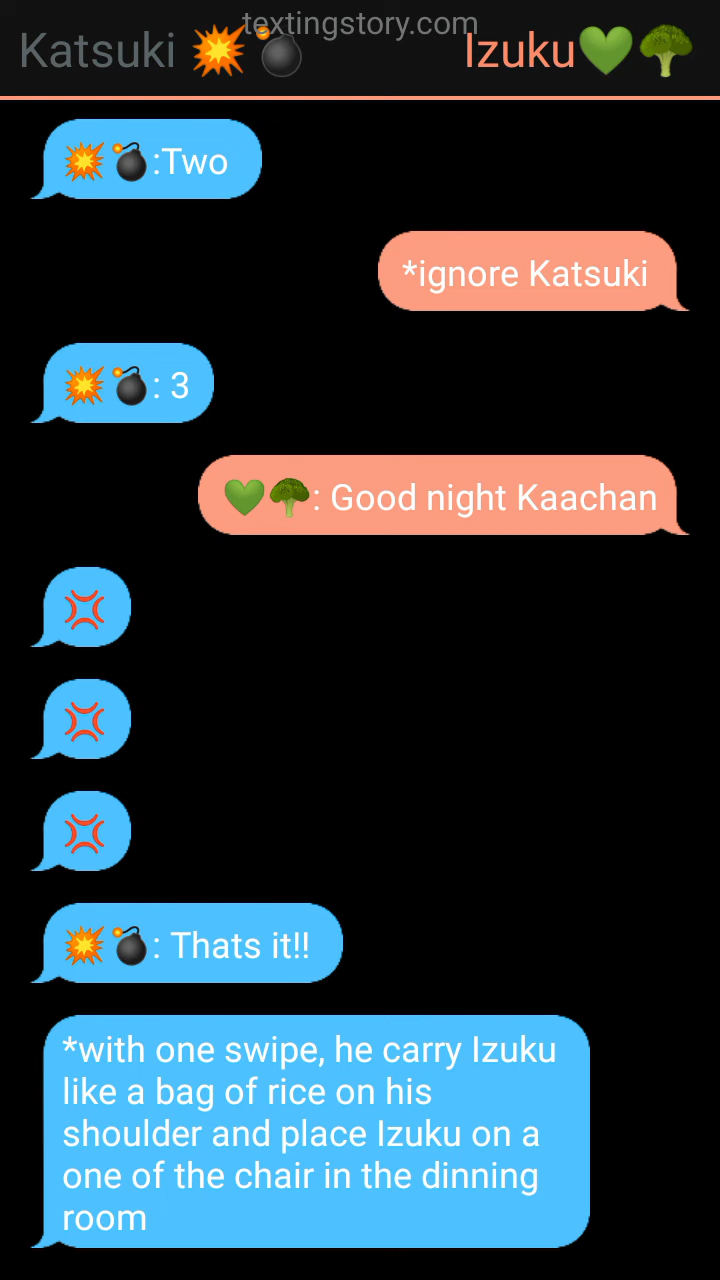 textingstory.com
Katsuki 💥💣 Izuku💚🥦
💥💣:Two
*ignore Katsuki
💥💣: 3
💚🥦: Good night Kaachan
💢
💢
💢
💥💣: Thats it!!
*with one swipe, he carry Izuku
like a bag of rice on his
shoulder and place Izuku on a
one of the chair in the dinning
room